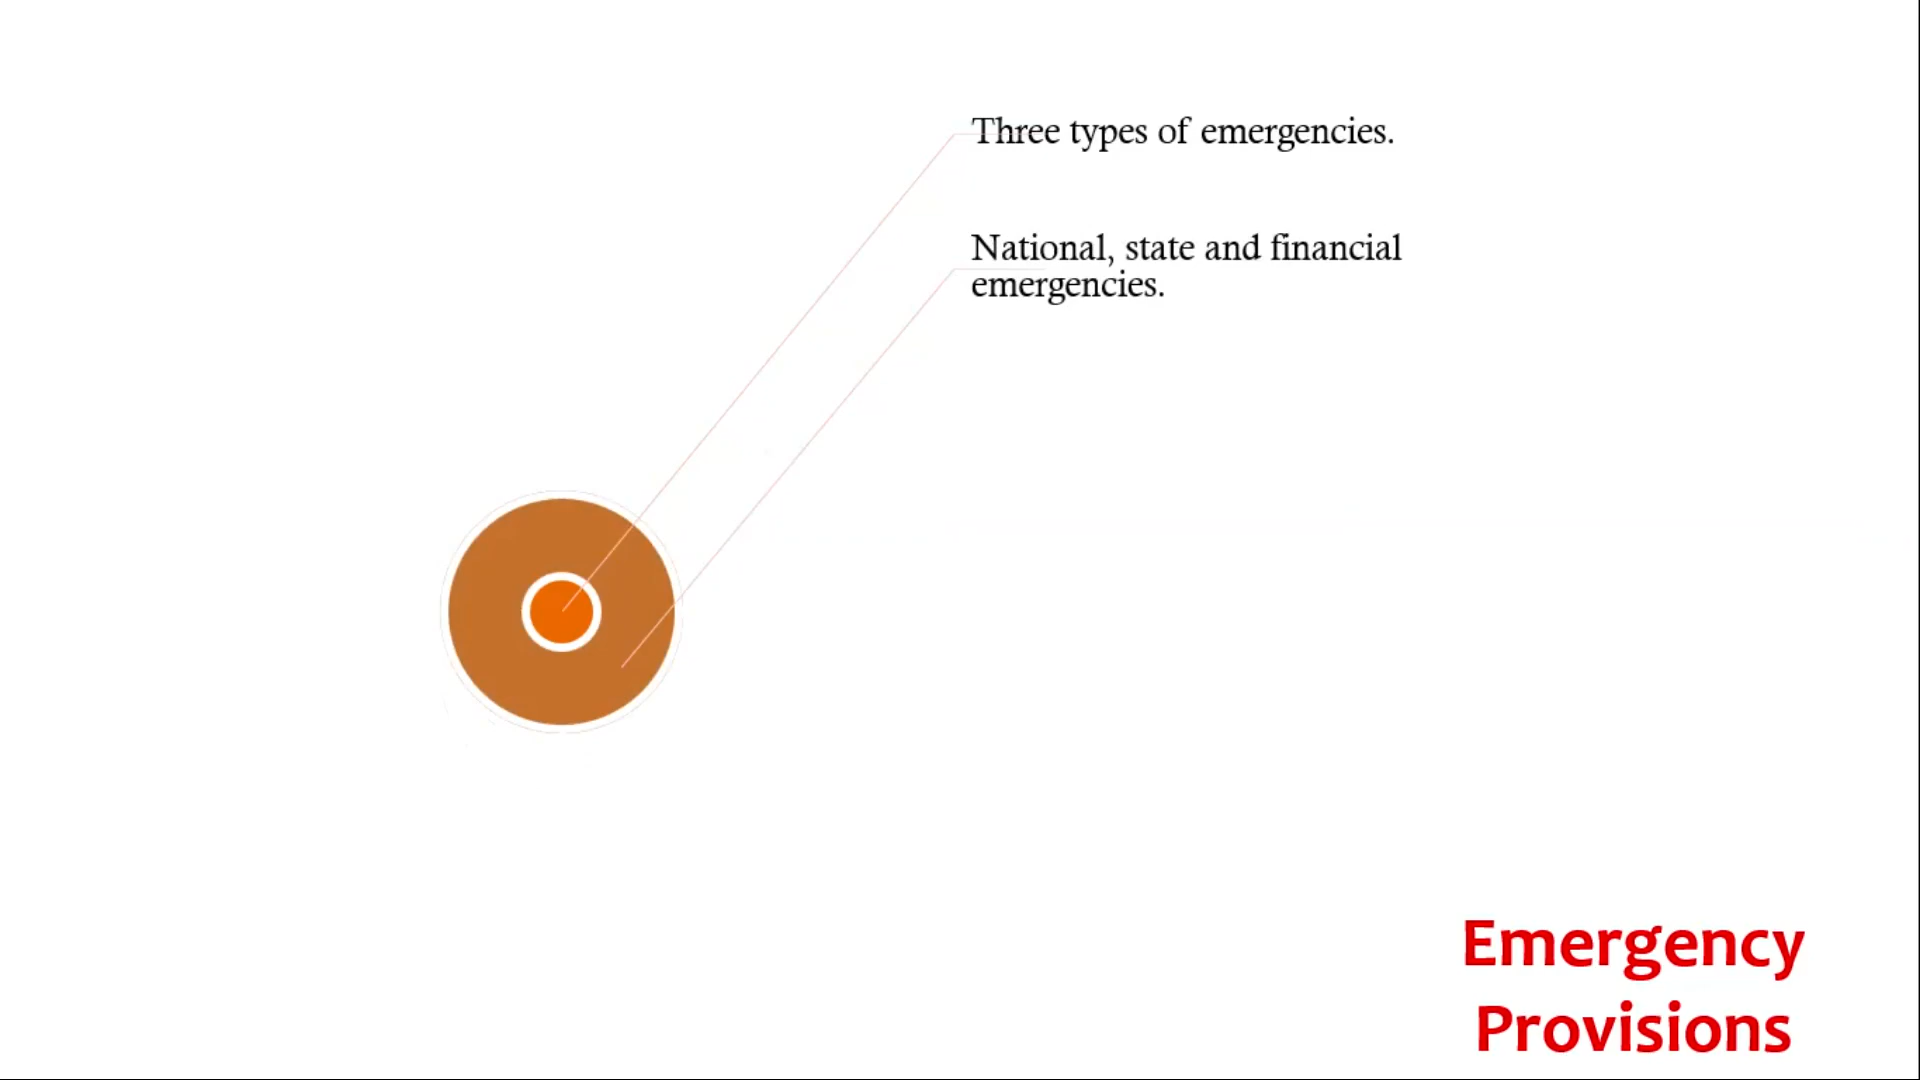 Three types of emergencies.
National, state and financial
emergencies.
Emergency
Provisions